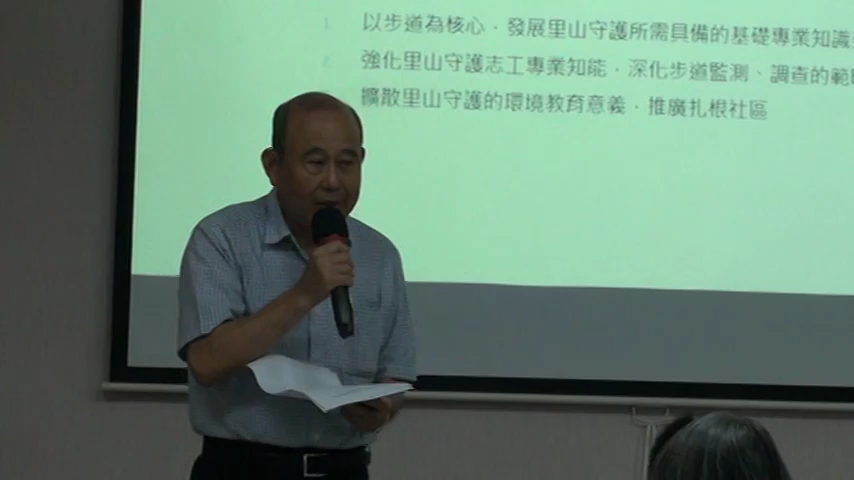 1. 以步道為核心，發展里山守護所需具備的基礎專業知識
2. 強化里山守護志工專業知能，深化步道監測、調查的範
擴散里山守護的環境教育意義，推廣扎根社區